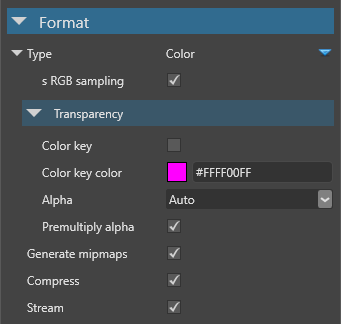 Format
Type Color
s RGB sampling
Transparency
Color key
Color key color #FFFF00FF
Alpha Auto
Premultiply alpha
Generate mipmaps
Compress
Stream